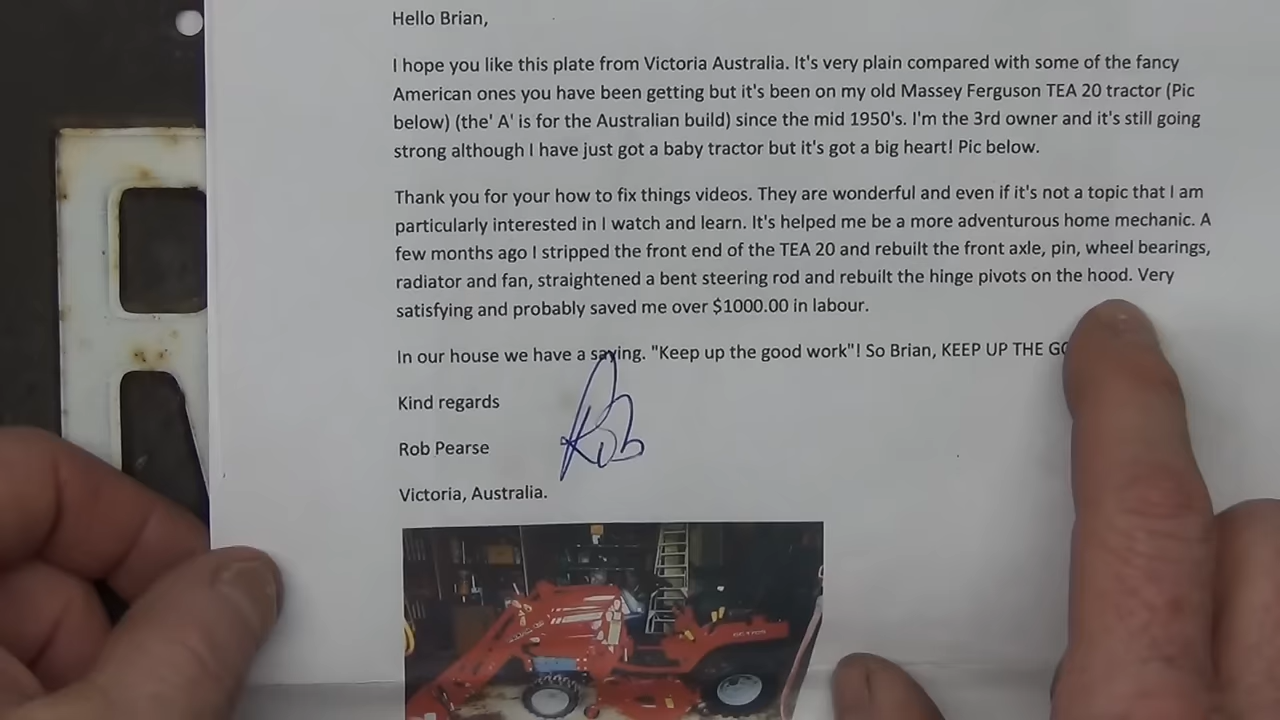 Hello Brian,
I hope you like this plate from Victoria Australia. It's very plain compared with some of the fancy
American ones you have been getting but it's been on my old Massey Ferguson TEA 20 tractor (Pic
below) (the' A' is for the Australian build) since the mid 1950's. I'm the 3rd owner and it's still going
strong although I have just got a baby tractor but it's got a big heart! Pic below.
Thank you for your how to fix things videos. They are wonderful and even if it's not a topic that I am
particularly interested in I watch and learn. It's helped me be a more adventurous home mechanic. A
few months ago I stripped the front end of the TEA 20 and rebuilt the front axle, pin, wheel bearings,
radiator and fan, straightened a bent steering rod and rebuilt the hinge pivots on the hood. Very
satisfying and probably saved me over $1000.00 in labour.
In our house we have a saying. "Keep up the good work"! So Brian, KEEP UP THE
Kind regards
Rob
Rob Pearse
Victoria, Australia.